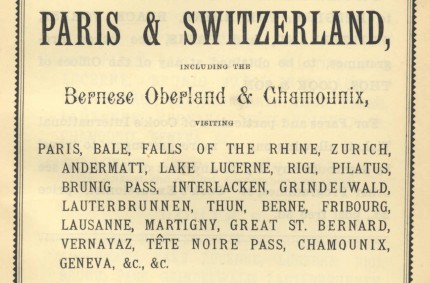 PARIS & SWITZERLAND,
INCLUDING THE
Bernese Oberland & Chamounix,
VISITING
PARIS, BALE, FALLS OF THE RHINE, ZURICH,
ANDERMATT, LAKE LUCERNE, RIGI, PILATUS,
BRUNIG PASS, INTERLACKEN, GRINDELWALD,
LAUTERBRUNNEN, THUN, BERNE, FRIBOURG,
LAUSANNE, MARTIGNY, GREAT ST. BERNARD,
VERNAYAZ, TÊTE NOIRE PASS, CHAMOUNIX,
GENEVA, &C., &C.